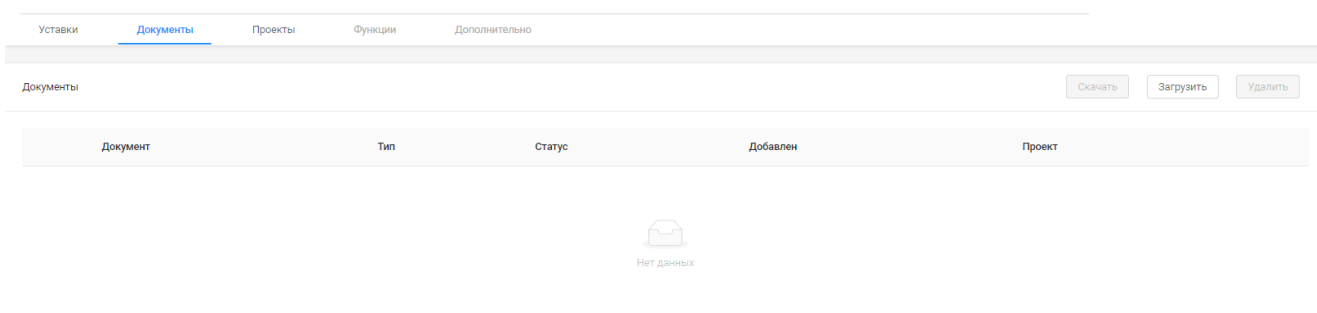 Уставки Документы Проекты Функции Дополнительно
Документы Скачать Загрузить Удалить
Документ Тип Статус Добавлен Проект
Нет данных